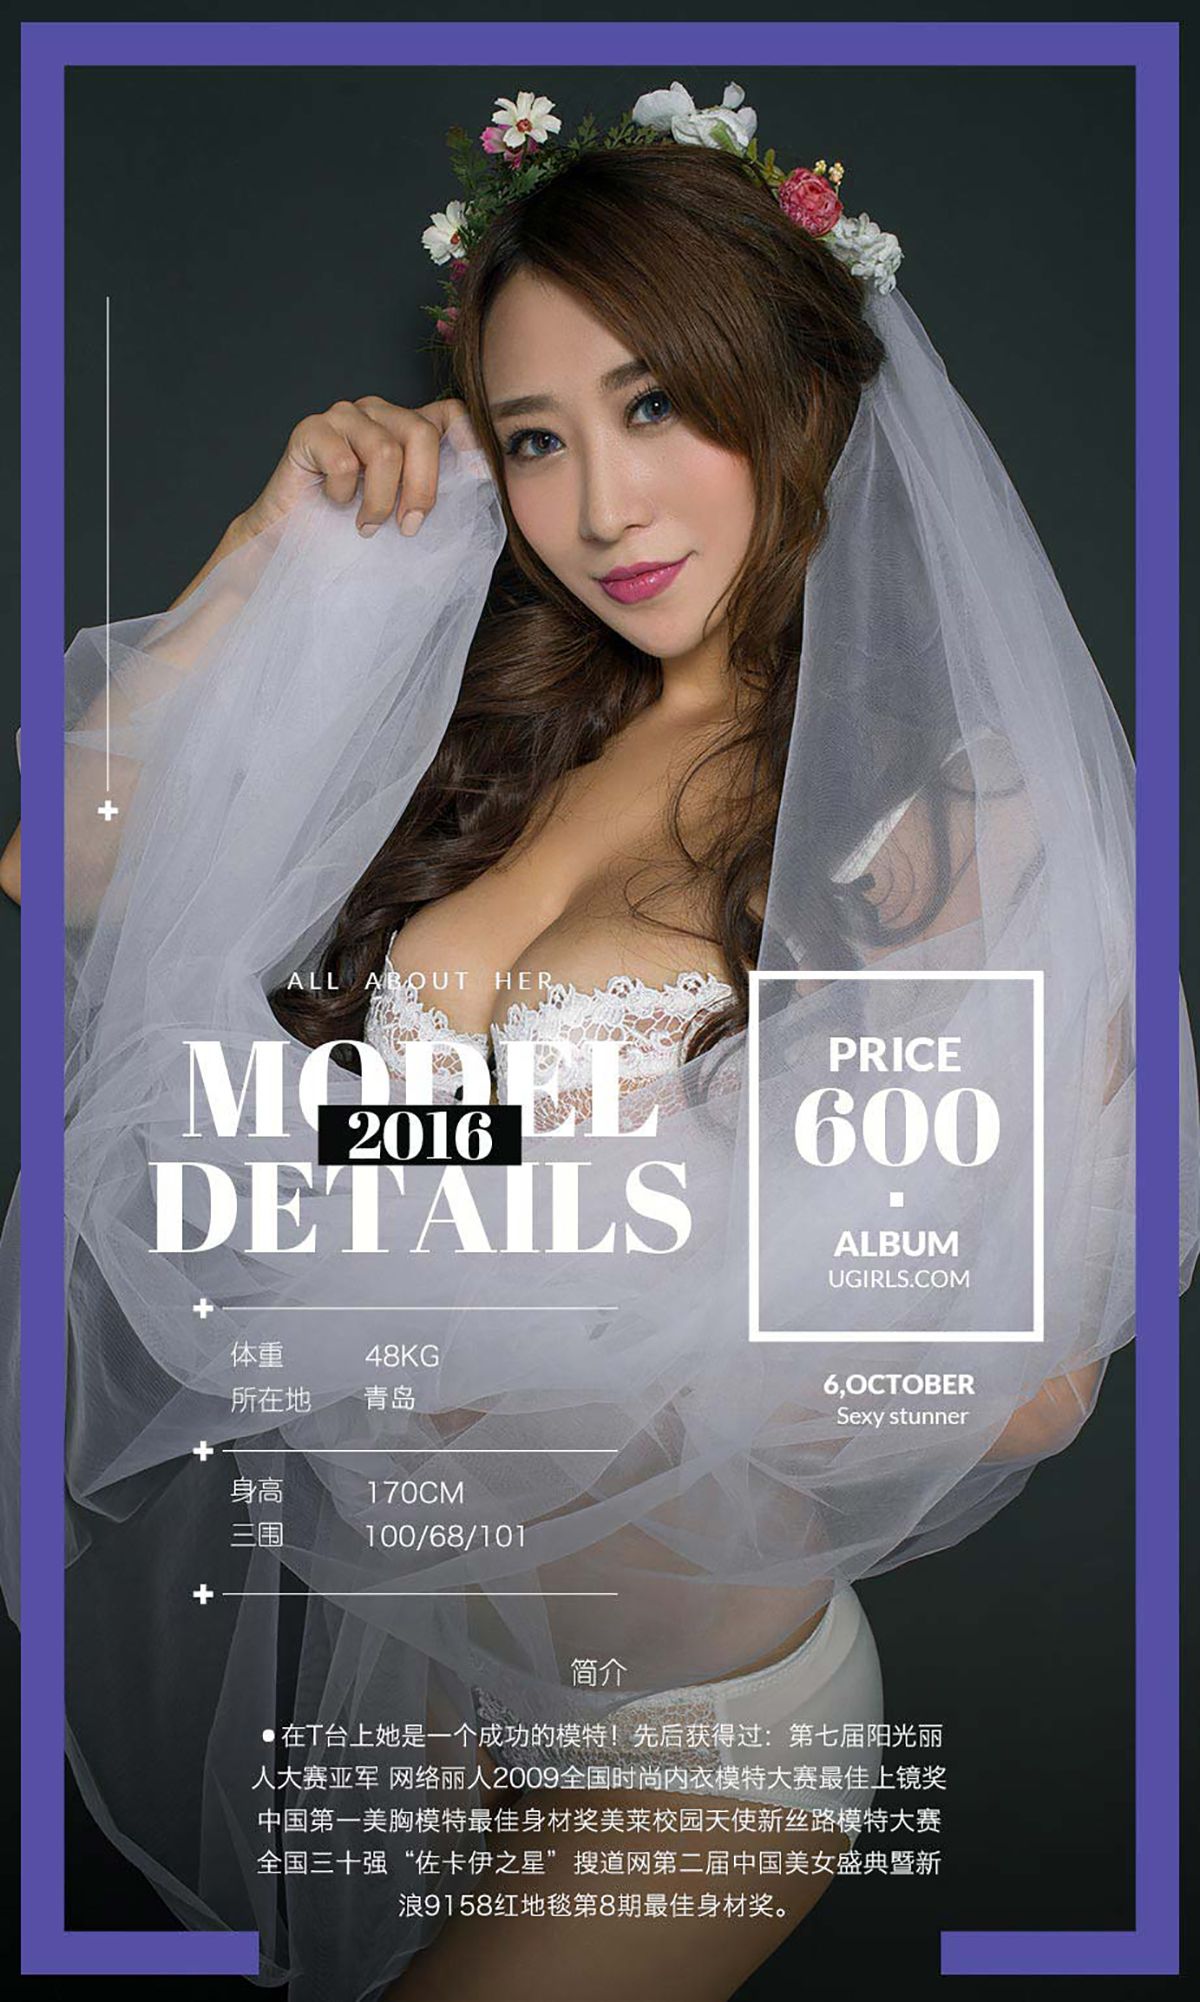 ALL ABOUT HER
MODEL
2016
DETAILS
PRICE
600
ALBUM
UGIRLS.COM
6,OCTOBER
Sexy stunner
体重 48KG
所在地 青岛
身高 170CM
三围 100/68/101
简介
•在T台上她是一个成功的模特！先后获得过：第七届阳光丽
人大赛亚军 网络丽人2009全国时尚内衣模特大赛最佳上镜奖
中国第一美胸模特最佳身材奖美莱校园天使新丝路模特大赛
全国三十强“佐卡伊之星”搜道网第二届中国美女盛典暨新
浪9158红地毯第8期最佳身材奖。